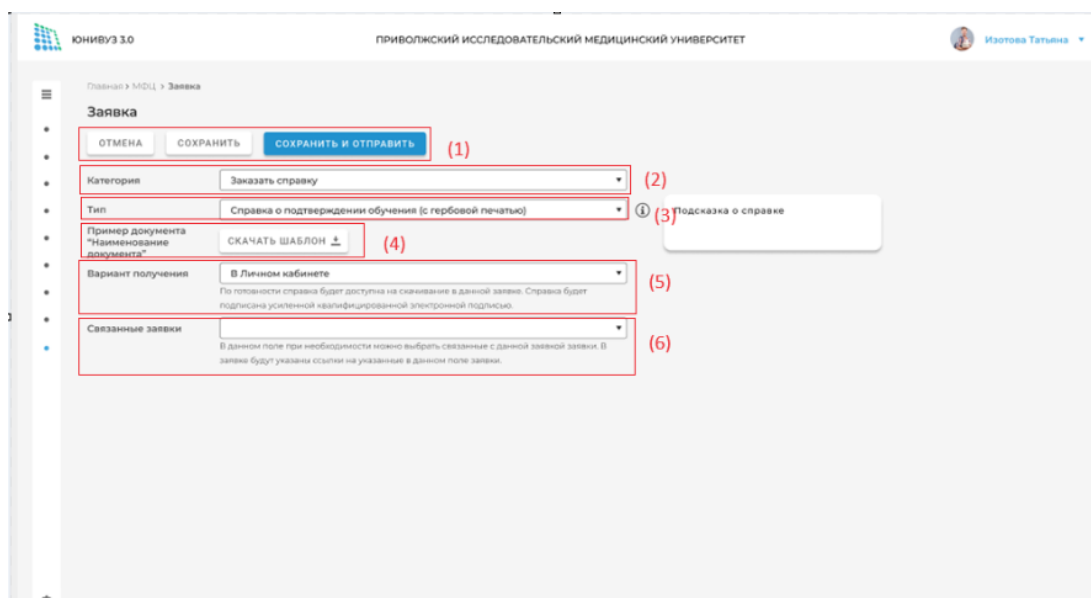 ЮНИВУЗ 3.0
ПРИВОЛЖСКИЙ ИССЛЕДОВАТЕЛЬСКИЙ МЕДИЦИНСКИЙ УНИВЕРСИТЕТ
Изотова Татьяна
Главная > МФЦ > Заявка
Заявка
ОТМЕНА СОХРАНИТЬ СОХРАНИТЬ И ОТПРАВИТЬ (1)
Категория Заказать справку (2)
Тип Справка о подтверждении обучения (с гербовой печатью) (3) Подсказка о справке
Пример документа
"Наименование
документа"
СКАЧАТЬ ШАБЛОН (4)
Вариант получения В Личном кабинете (5)
По готовности справка будет доступна на скачивание в данной заявке. Справка будет
подписана усиленной квалифицированной электронной подписью.
Связанные заявки (6)
В данном поле при необходимости можно выбрать связанные с данной заявкой заявки. В
заявке будут указаны ссылки на указанные в данном поле заявки.